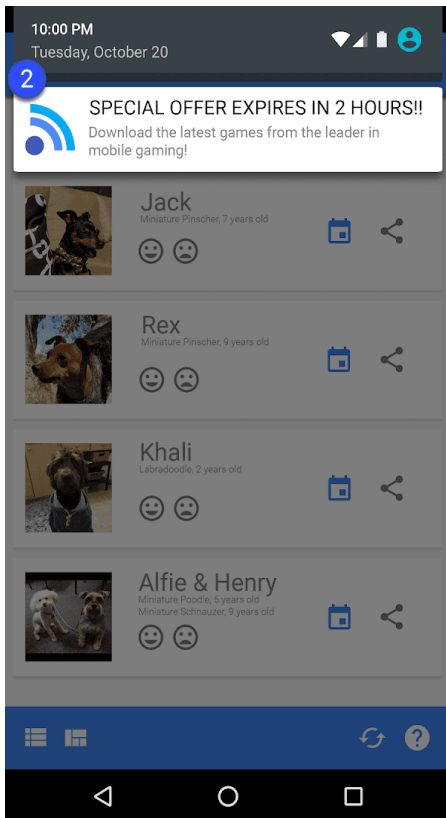 10:00 PM
Tuesday, October 20
2
SPECIAL OFFER EXPIRES IN 2 HOURS!!
Download the latest games from the leader in
mobile gaming!
Jack
Miniature Pinscher, 7 years old
Rex
Miniature Pinscher, 9 years old
Khali
Labradoodle, 2 years old
Alfie & Henry
Miniature Poodle, 5 years old
Miniature Schnauzer, 9 years old
?